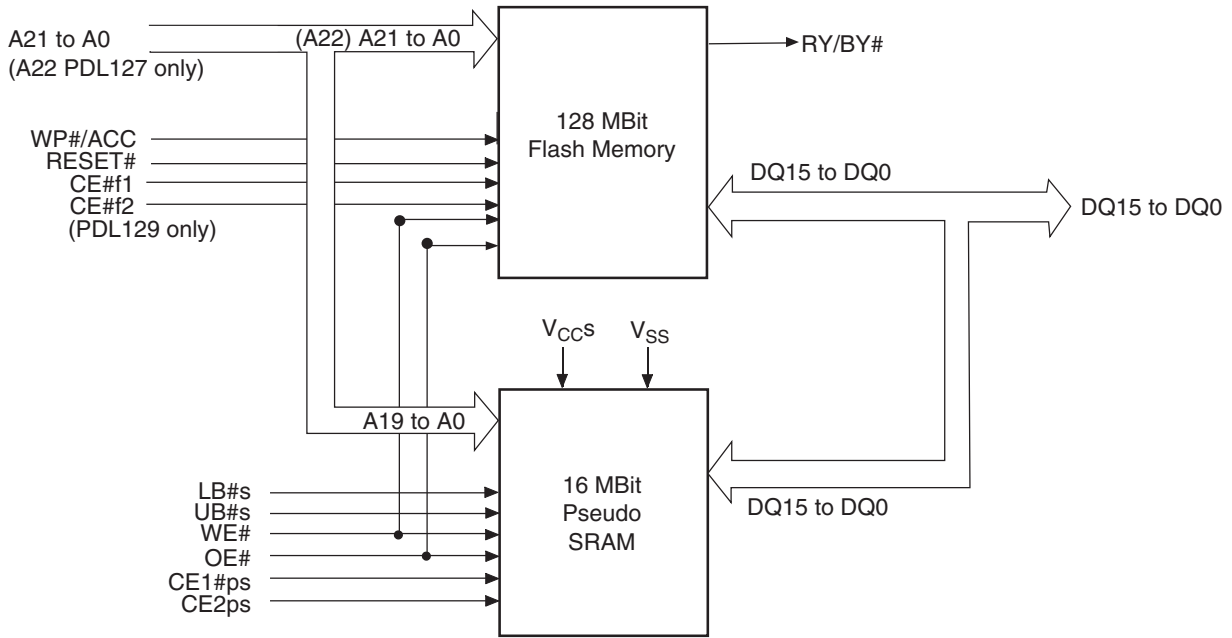 A21 to A0
(A22 PDL127 only)
(A22) A21 to A0
RY/BY#
128 MBit
Flash Memory
WP#/ACC
RESET#
CE#f1
CE#f2
(PDL129 only)
DQ15 to DQ0
DQ15 to DQ0
VCCs
VSS
A19 to A0
16 MBit
Pseudo
SRAM
DQ15 to DQ0
LB#s
UB#s
WE#
OE#
CE1#ps
CE2ps